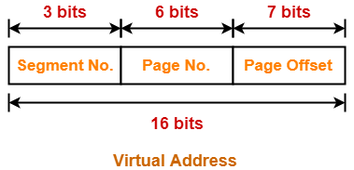 3 bits 6 bits 7 bits
Segment No. Page No. Page Offset
16 bits
Virtual Address